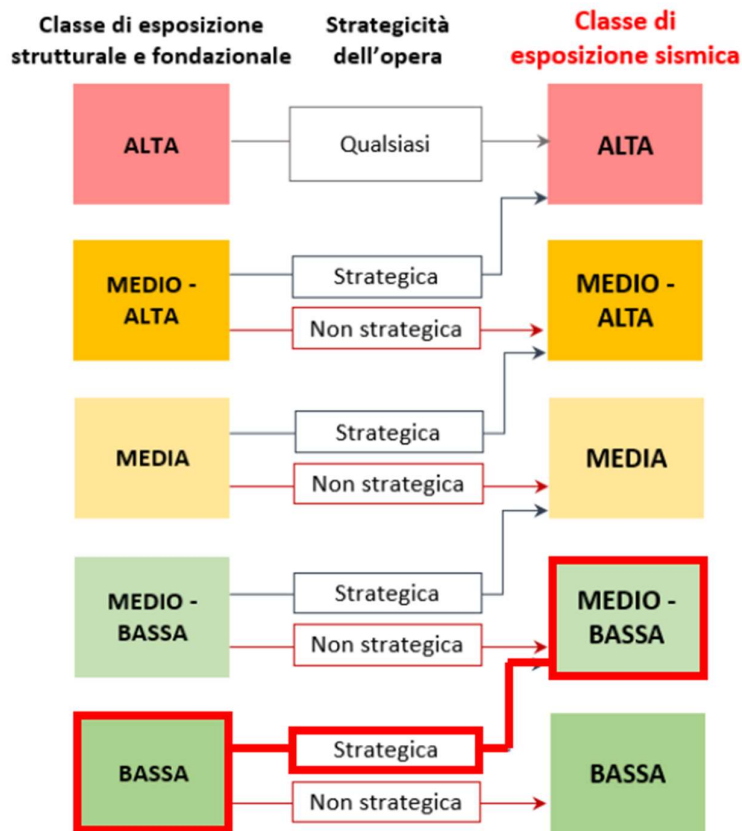 Classe di esposizione
strutturale e fondazionale
Strategicità
dell'opera
Classe di
esposizione sismica
ALTA
Qualsiasi
ALTA
MEDIO -
ALTA
Strategica
Non strategica
MEDIO -
ALTA
MEDIA
Strategica
Non strategica
MEDIA
MEDIO -
BASSA
Strategica
Non strategica
MEDIO -
BASSA
BASSA
Strategica
Non strategica
BASSA